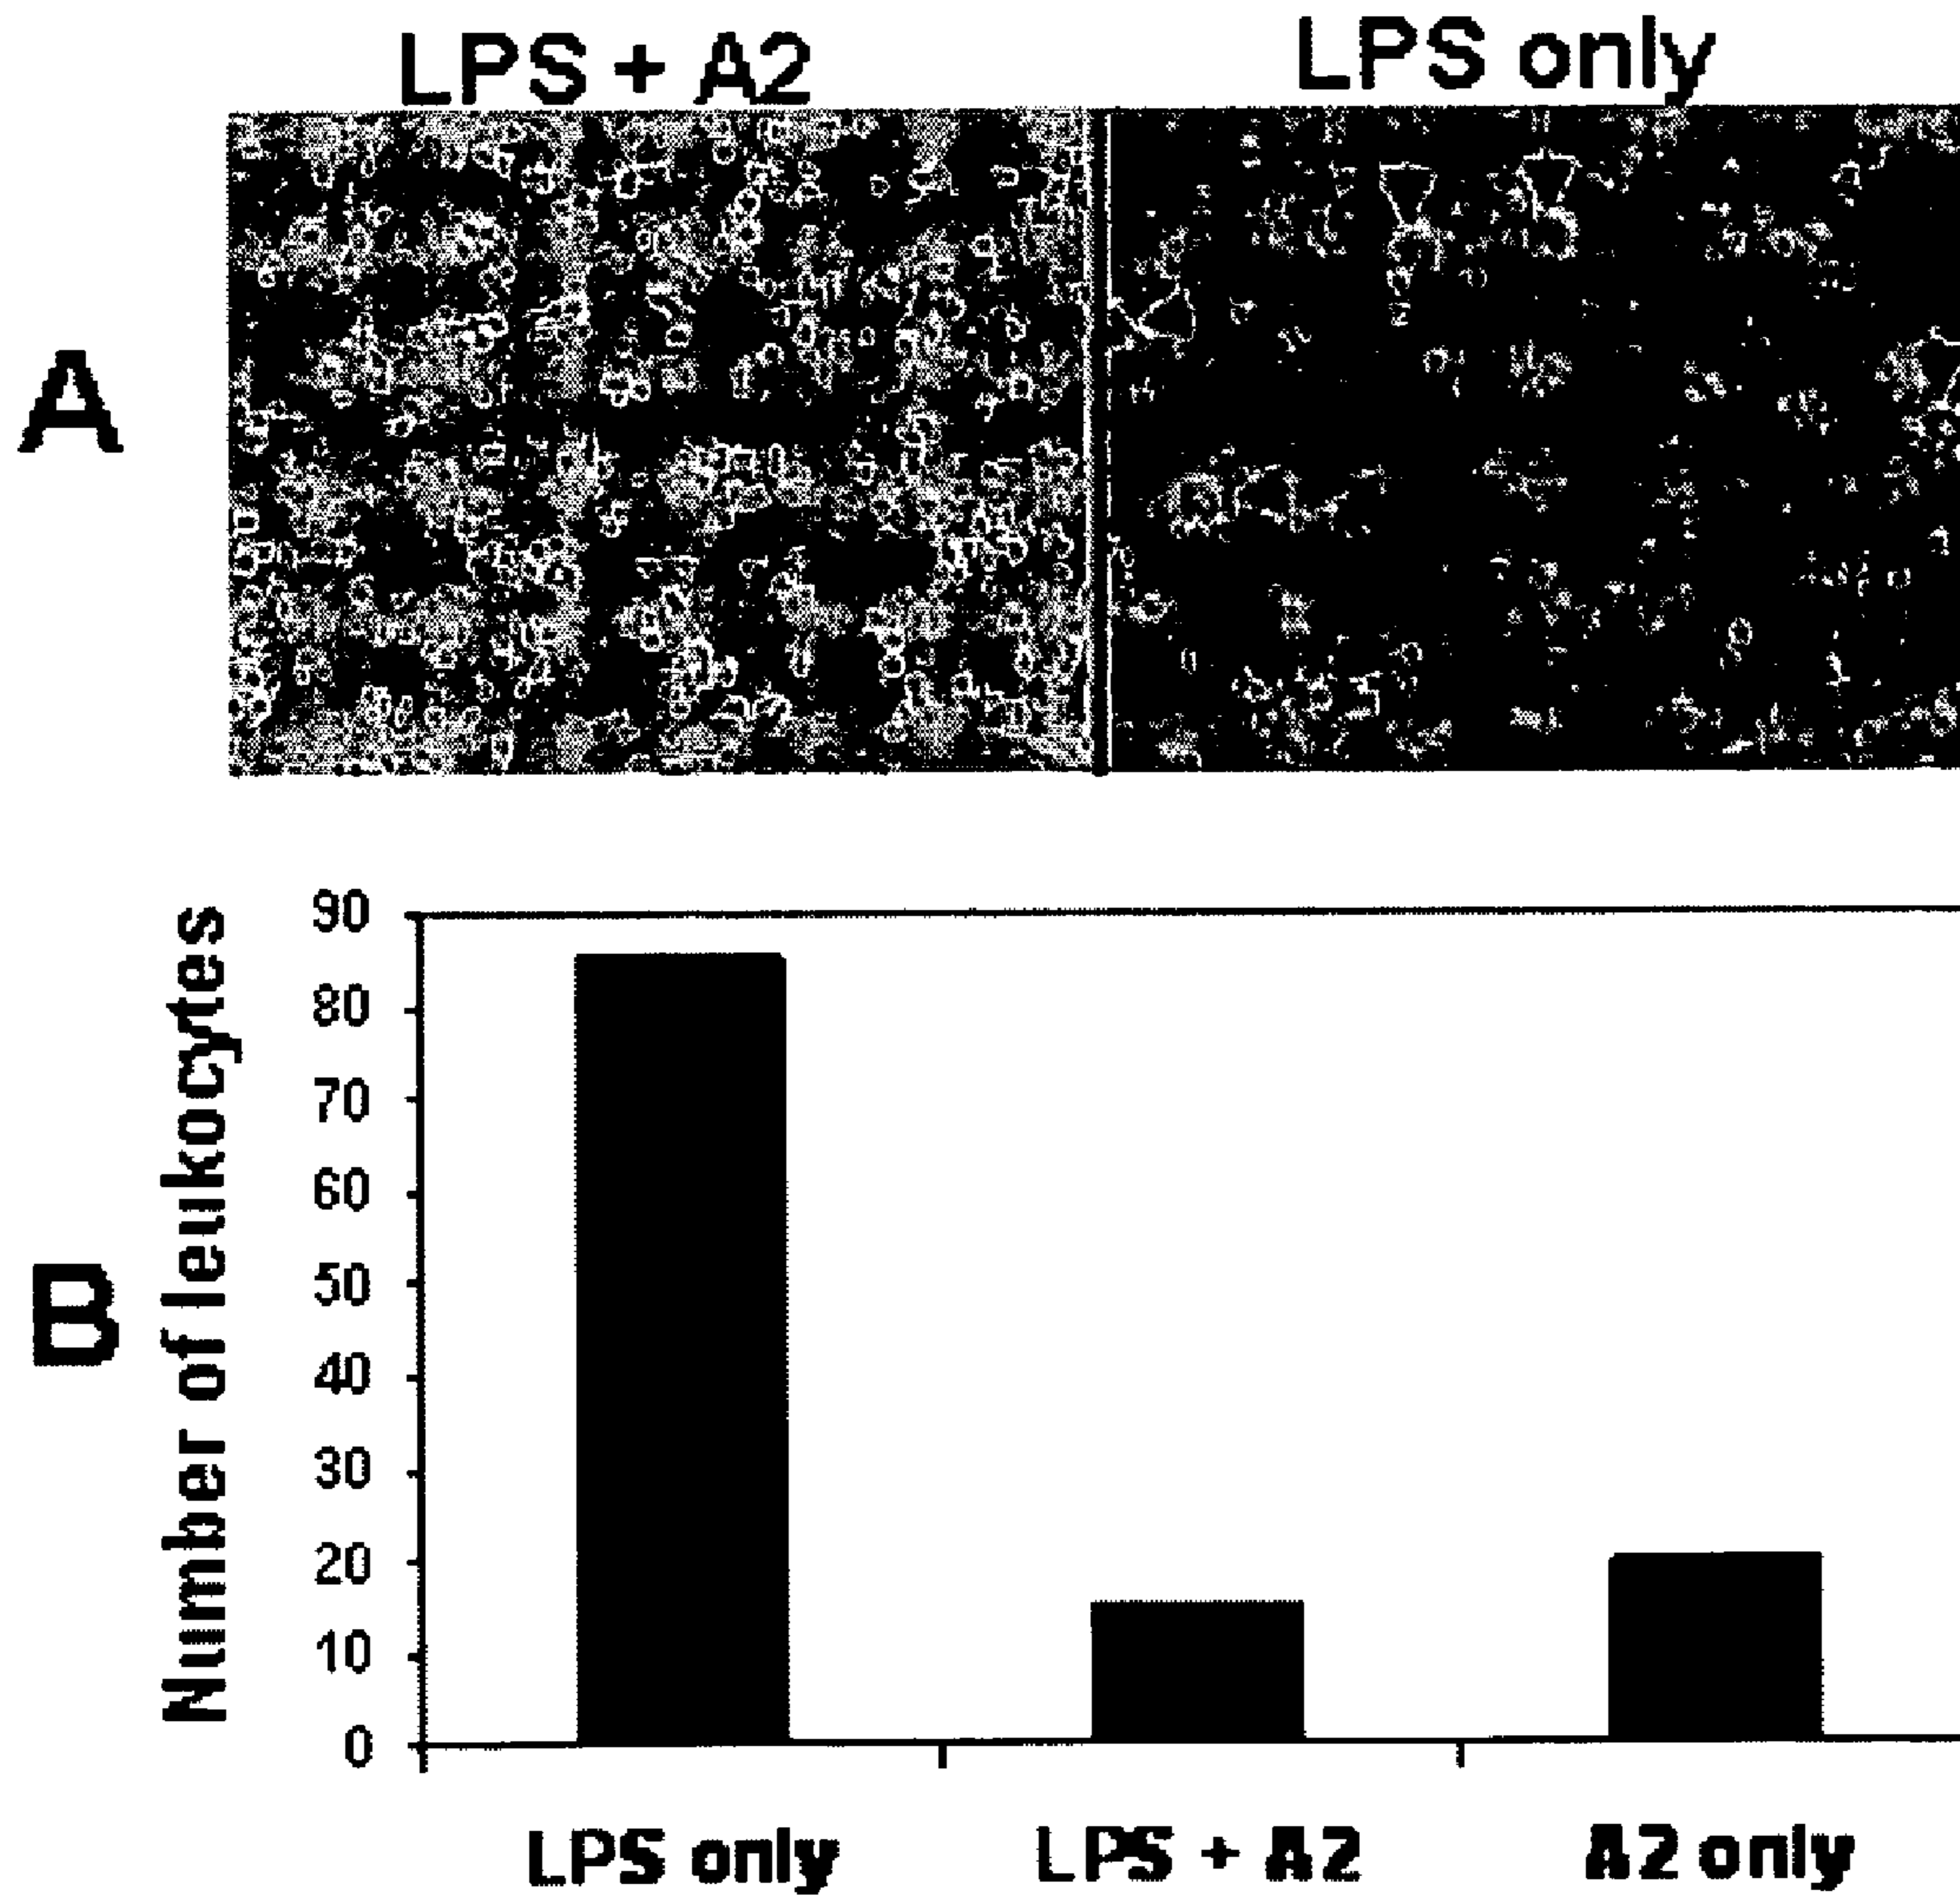 LPS + A2
LPS only
A
B
Number of leukocytes
90
80
70
60
50
40
30
20
10
0
LPS only
LPS + A2
A2 only